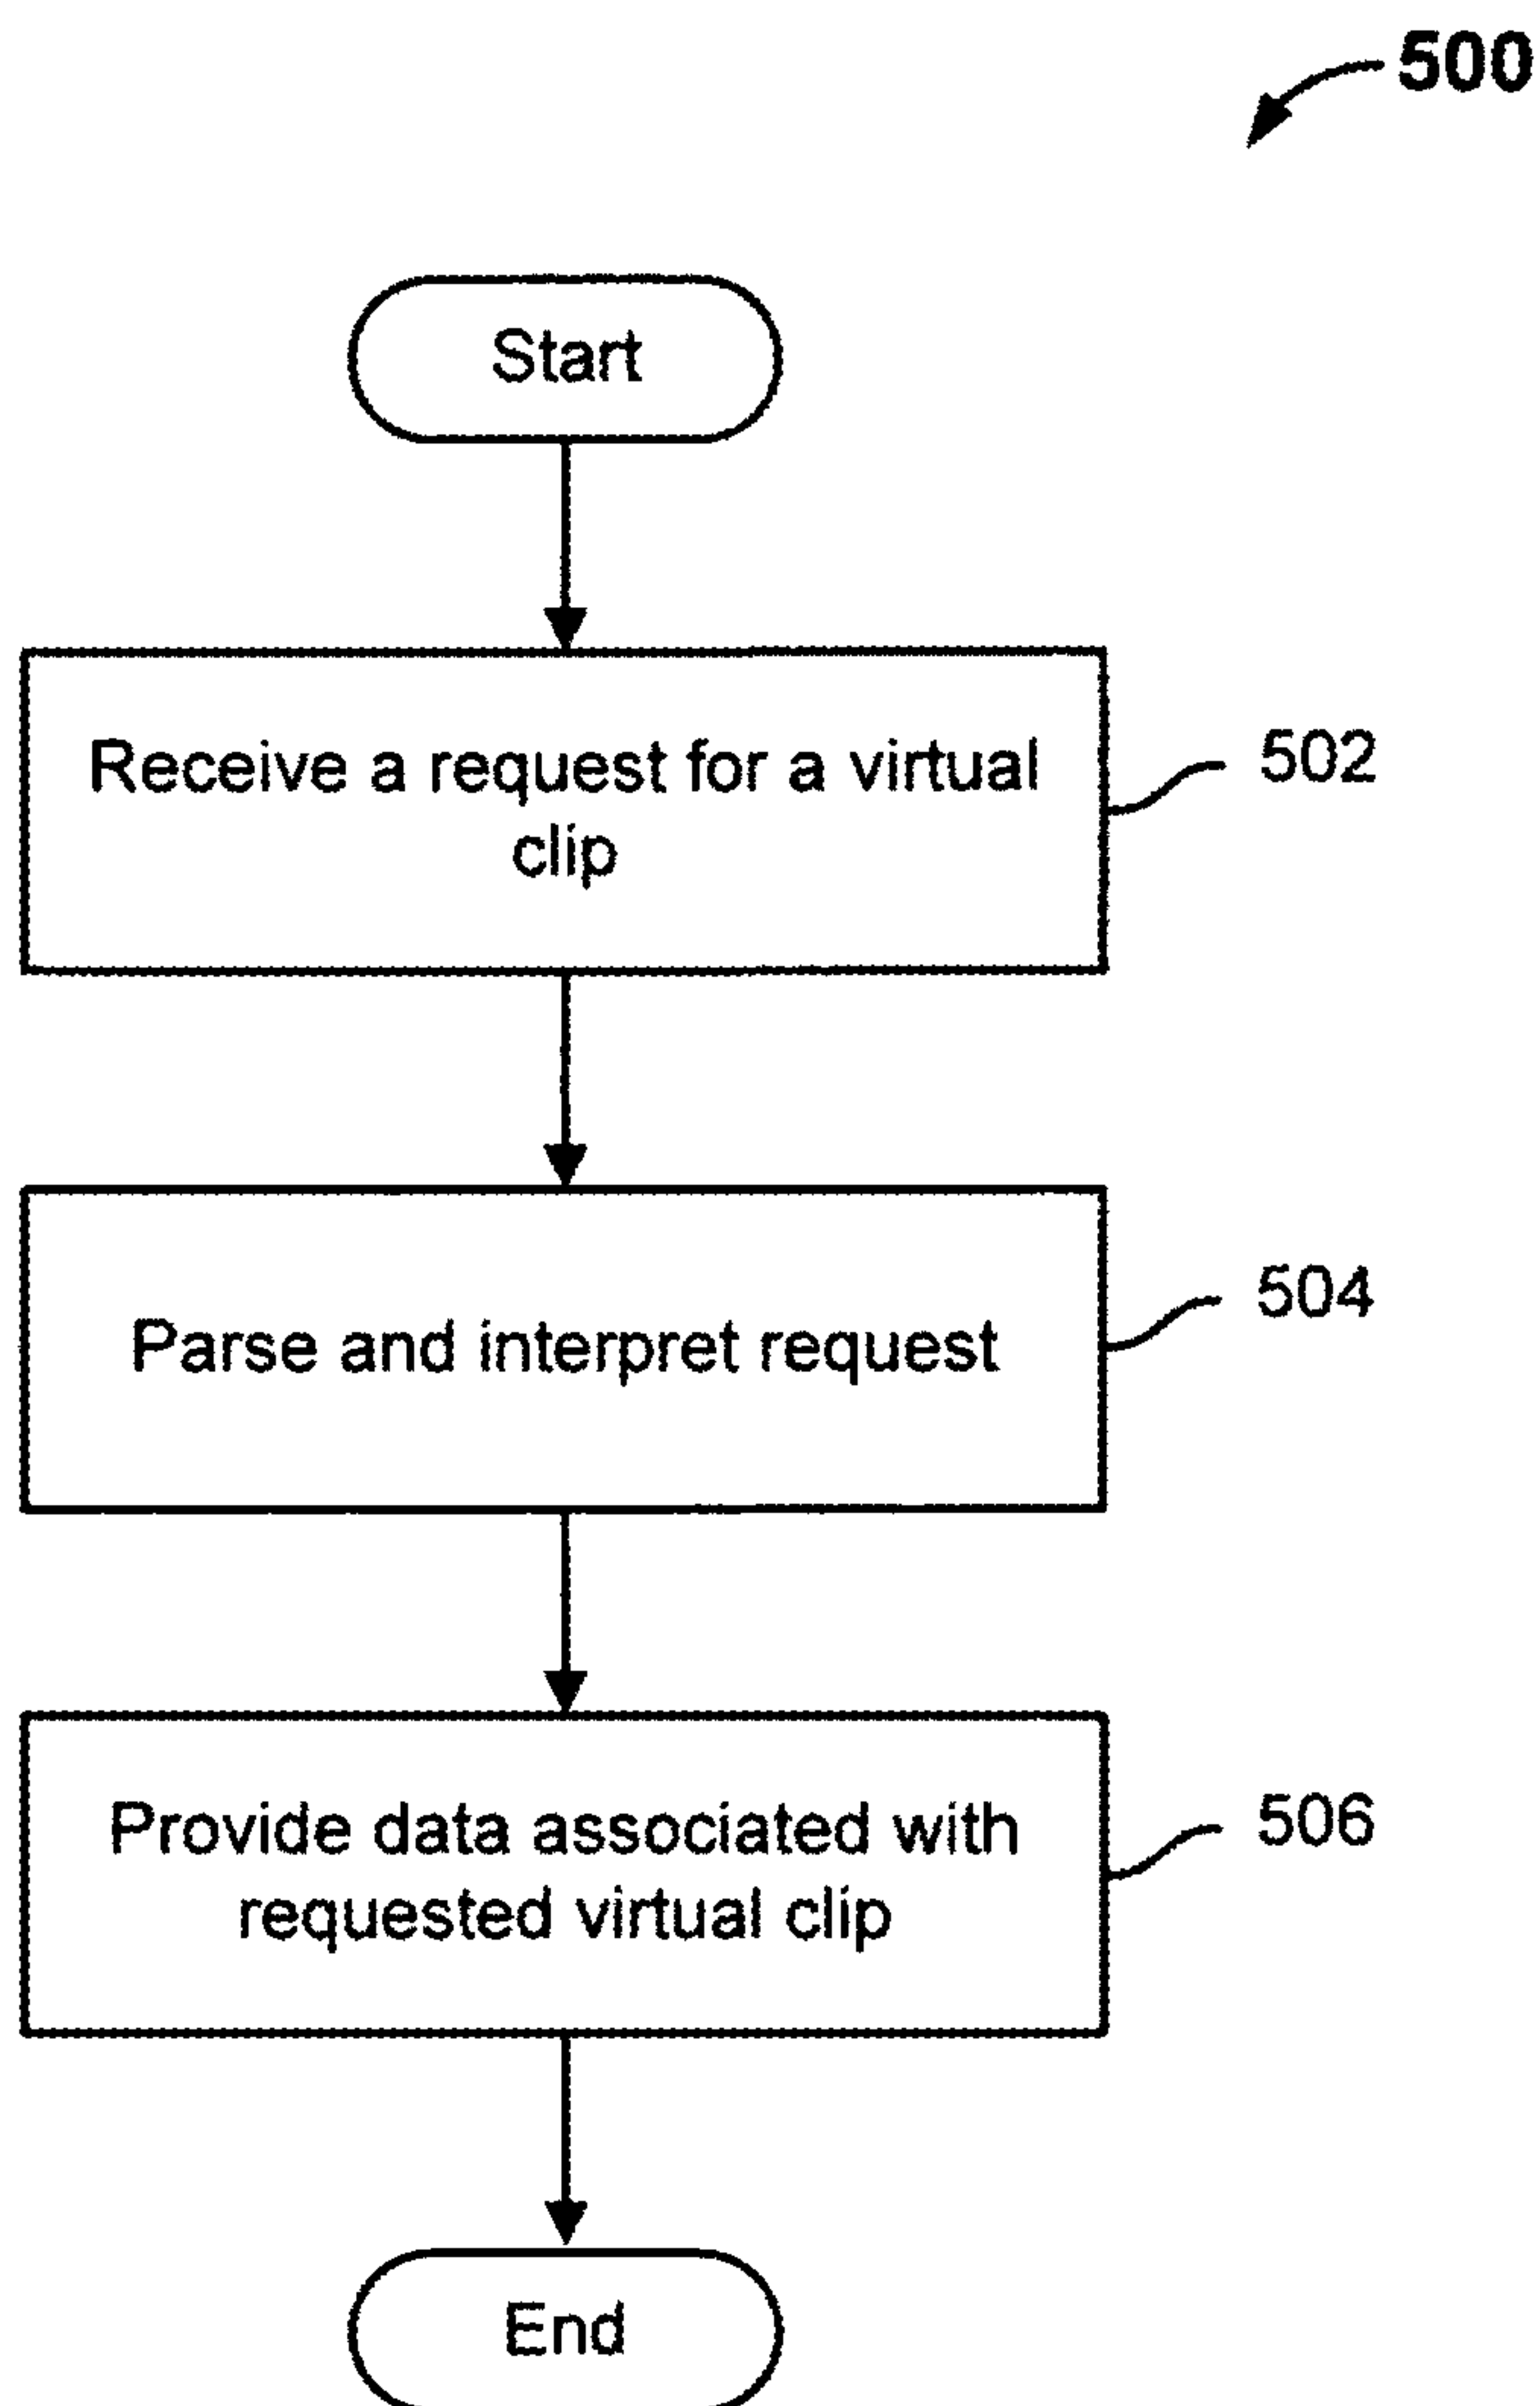 500
Start
Receive a request for a virtual
clip
502
Parse and interpret request
504
Provide data associated with
requested virtual clip
506
End